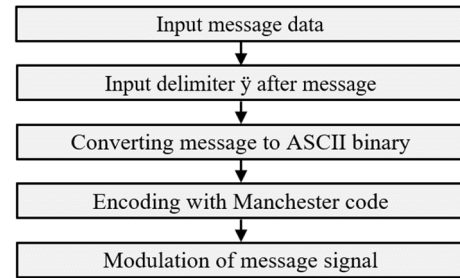 Input message data
Input delimiter ÿ after message
Converting message to ASCII binary
Encoding with Manchester code
Modulation of message signal